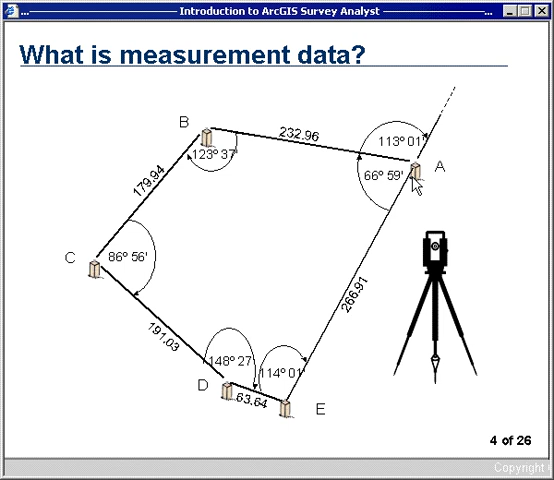 ... Introduction to ArcGIS Survey Analyst ...
What is measurement data?
B
232.96
113° 01'
123° 37'
A
66° 59'
179.94
C
86° 56'
266.91
191.03
148° 27'
114° 01'
D
63.64
E
4 of 26
Copyright